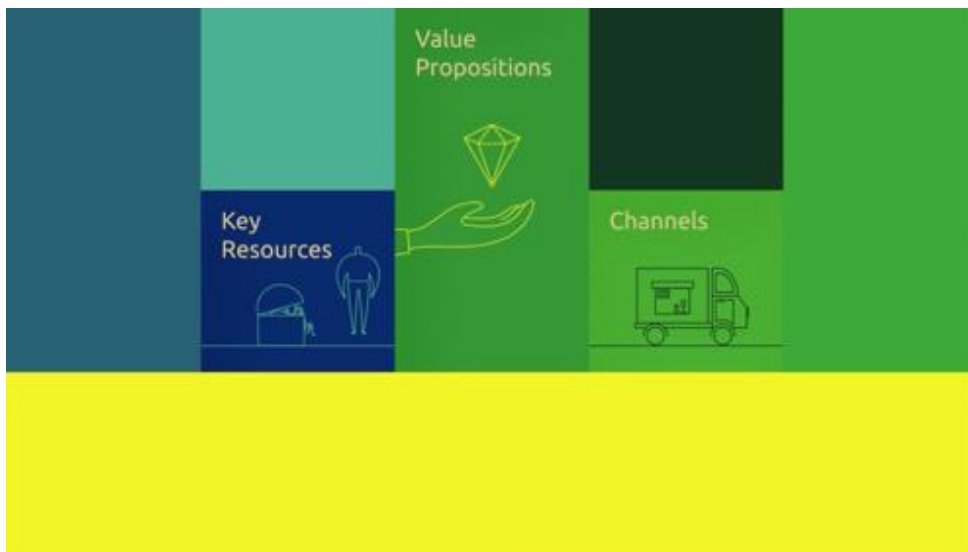 Value
Propositions
Key
Resources
Channels